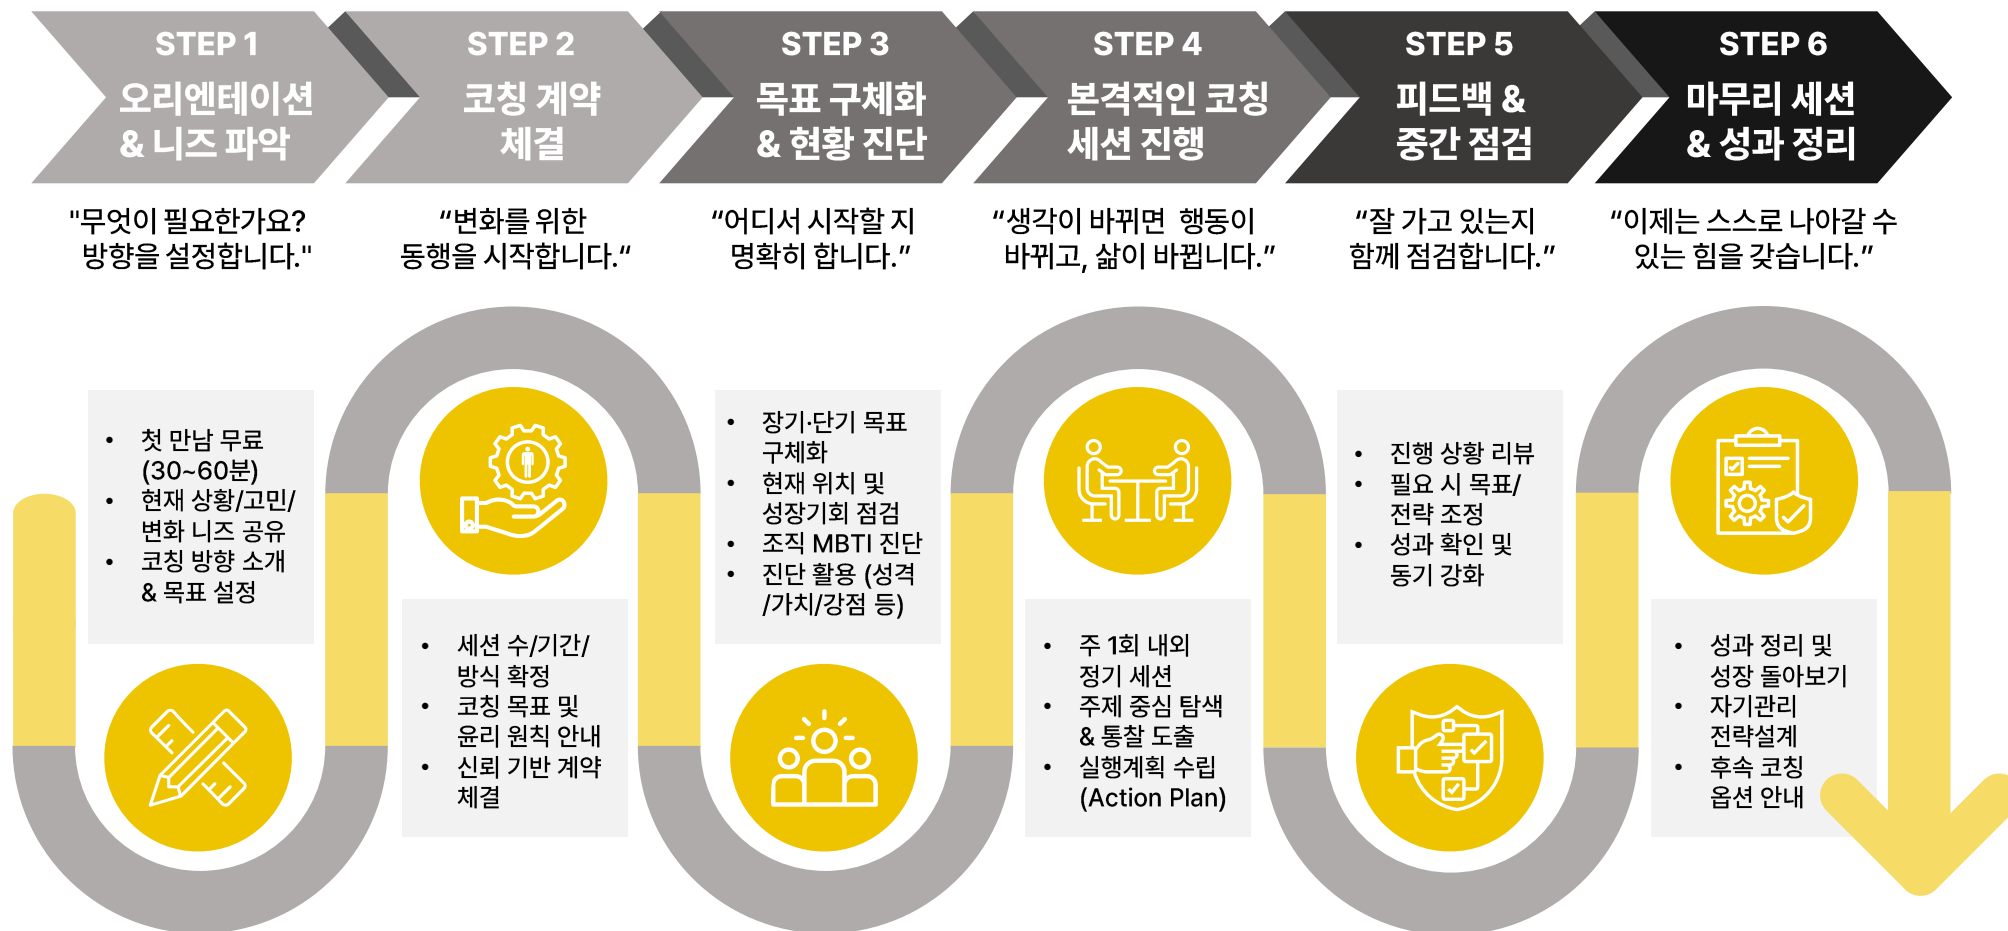 STEP 1
오리엔테이션
& 니즈 파악
STEP 2
코칭 계약
체결
STEP 3
목표 구체화
& 현황 진단
STEP 4
본격적인 코칭
세션 진행
STEP 5
피드백 &
중간 점검
STEP 6
마무리 세션
& 성과 정리
"무엇이 필요한가요?
방향을 설정합니다."
“변화를 위한
동행을 시작합니다.“
“어디서 시작할 지
명확히 합니다.”
“생각이 바뀌면  행동이
바뀌고, 삶이 바뀝니다.”
“잘 가고 있는지
함께 점검합니다.”
“이제는 스스로 나아갈 수
있는 힘을 갖습니다.”
• 첫 만남 무료
(30~60분)
• 현재 상황/고민/
변화 니즈 공유
• 코칭 방향 소개
& 목표 설정
• 세션 수/기간/
방식 확정
• 코칭 목표 및
윤리 원칙 안내
• 신뢰 기반 계약
체결
• 장기·단기 목표
구체화
• 현재 위치 및
성장기회 점검
• 조직 MBTI 진단
• 진단 활용 (성격
/가치/강점 등)
• 주 1회 내외
정기 세션
• 주제 중심 탐색
& 통찰 도출
• 실행계획 수립
(Action Plan)
• 진행 상황 리뷰
• 필요 시 목표/
전략 조정
• 성과 확인 및
동기 강화
• 성과 정리 및
성장 돌아보기
• 자기관리
전략설계
• 후속 코칭
옵션 안내